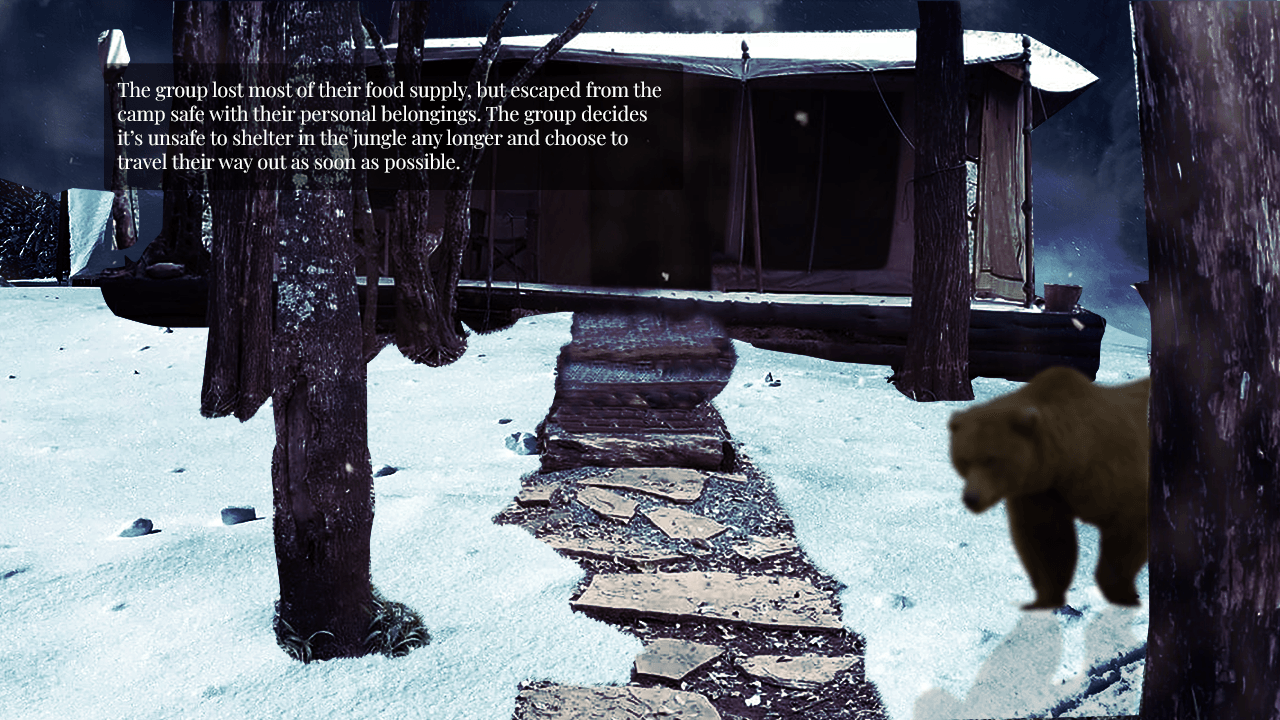 The group lost most of their food supply, but escaped from the
camp safe with their personal belongings. The group decides
it’s unsafe to shelter in the jungle any longer and choose to
travel their way out as soon as possible.